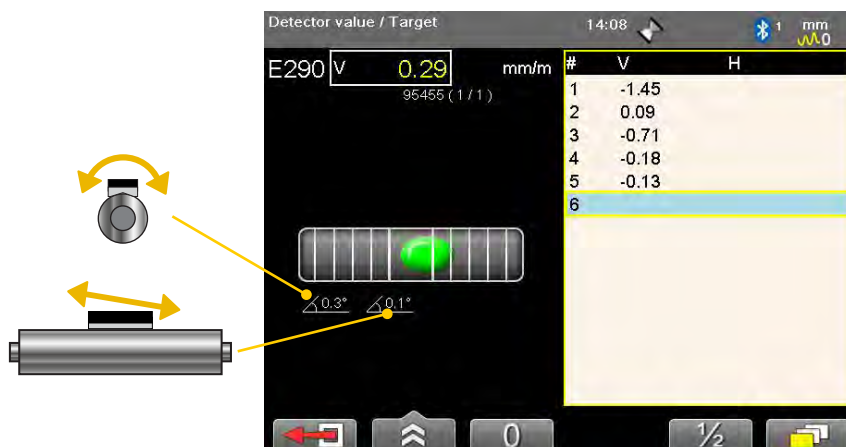 Detector value / Target 14:08 1 mm
0
E290 V 0.29 mm/m
95455 ( 1 / 1 )
# V H
1 -1.45
2 0.09
3 -0.71
4 -0.18
5 -0.13
6
0.3° 0.1°
0 ½